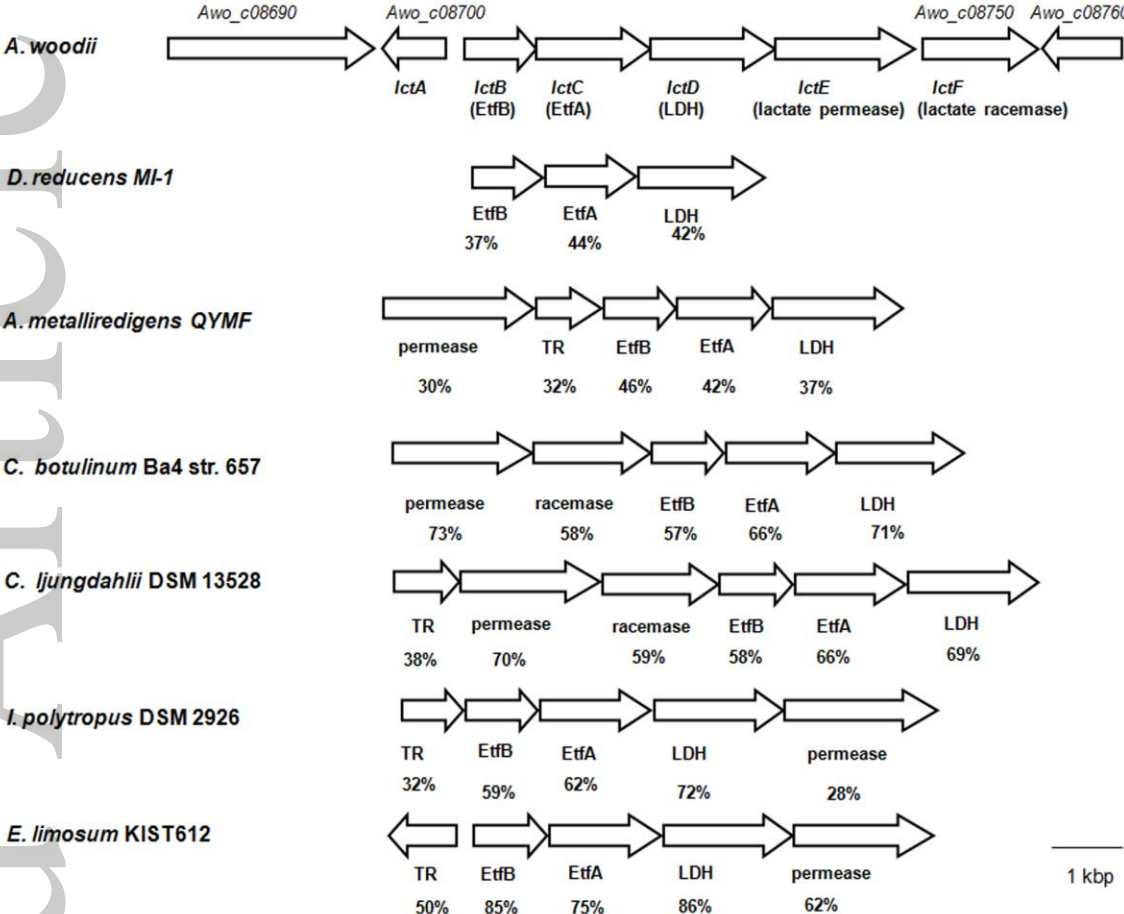 Awo_c08690 Awo_c08700 Awo_c08750 Awo_c08760
A. woodii
lctA lctB lctC lctD lctE lctF
(EtfB) (EtfA) (LDH) (lactate permease) (lactate racemase)
D. reducens MI-1
EtfB EtfA LDH
37% 44% 42%
A. metalliredigens QYMF
permease TR EtfB EtfA LDH
30% 32% 46% 42% 37%
C. botulinum Ba4 str. 657
permease racemase EtfB EtfA LDH
73% 58% 57% 66% 71%
C. ljungdahlii DSM 13528
TR permease racemase EtfB EtfA LDH
38% 70% 59% 58% 66% 69%
I. polytropus DSM 2926
TR EtfB EtfA LDH permease
32% 59% 62% 72% 28%
E. limosum KIST612
TR EtfB EtfA LDH permease
50% 85% 75% 86% 62%
1 kbp